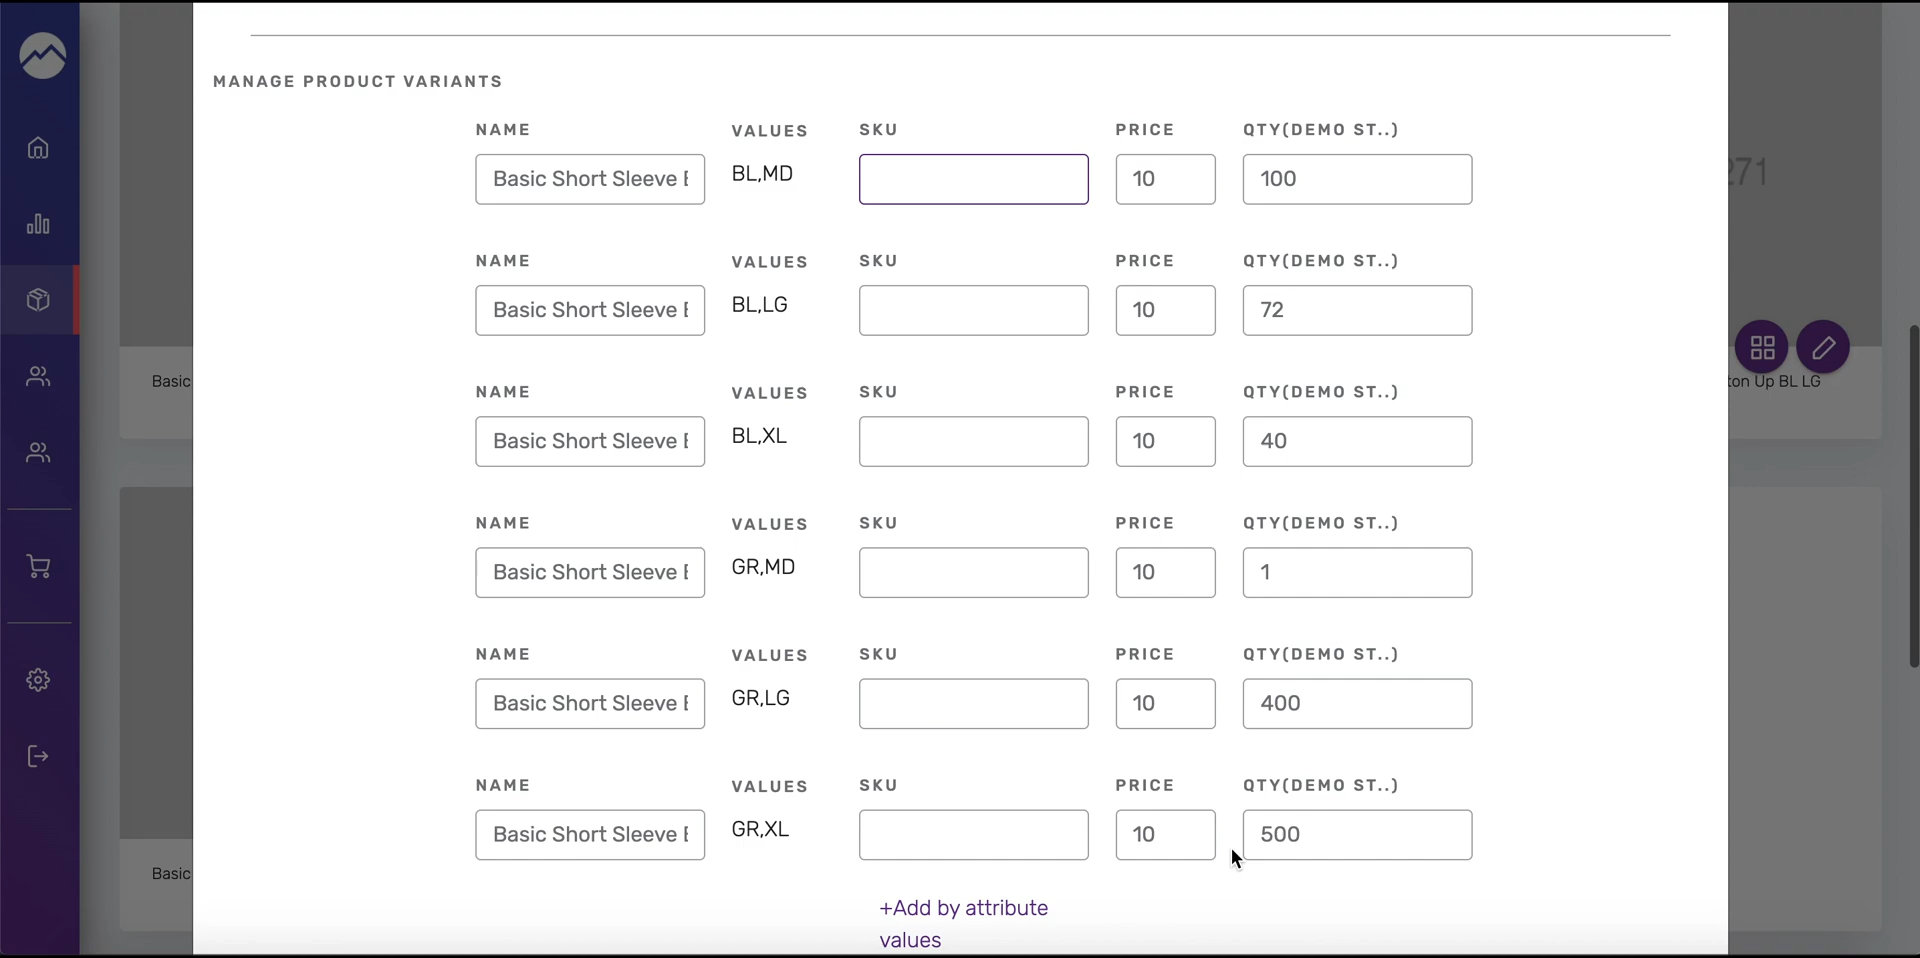 MANAGE PRODUCT VARIANTS
NAME VALUES SKU PRICE QTY(DEMO ST..)
Basic Short Sleeve BL,MD 10 100
NAME VALUES SKU PRICE QTY(DEMO ST..)
Basic Short Sleeve BL,LG 10 72
NAME VALUES SKU PRICE QTY(DEMO ST..)
Basic Short Sleeve BL,XL 10 40
NAME VALUES SKU PRICE QTY(DEMO ST..)
Basic Short Sleeve GR,MD 10 1
NAME VALUES SKU PRICE QTY(DEMO ST..)
Basic Short Sleeve GR,LG 10 400
NAME VALUES SKU PRICE QTY(DEMO ST..)
Basic Short Sleeve GR,XL 10 500
+Add by attribute
values
Basic
Basic
271
ton Up BL LG